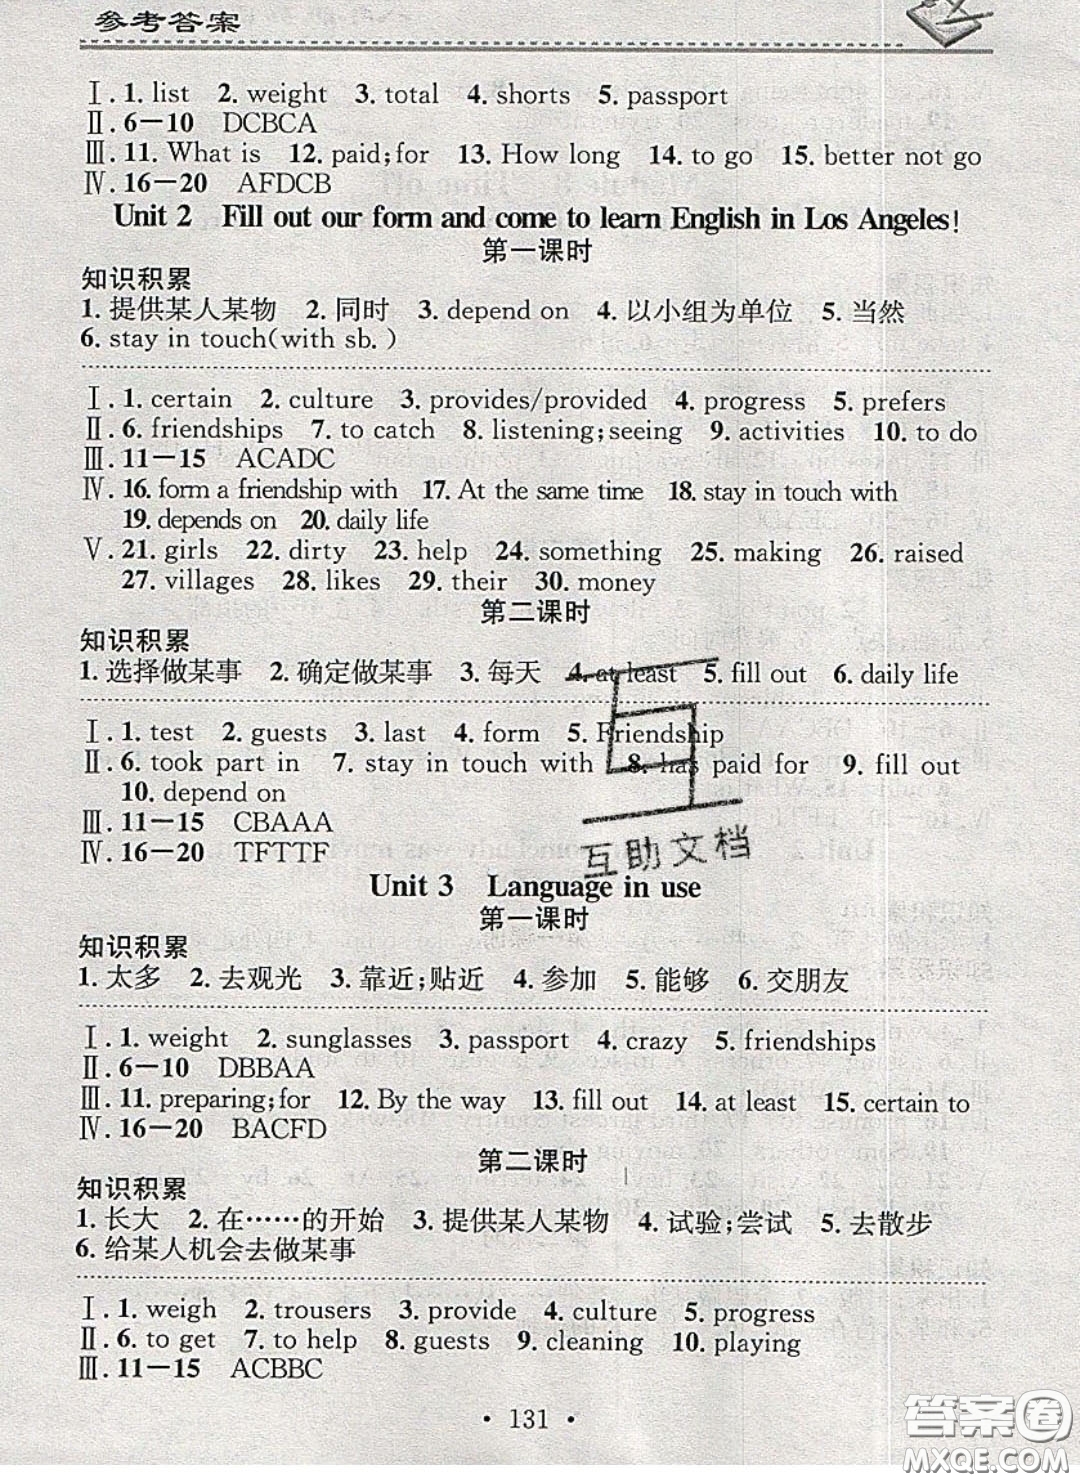 参考答案
Ⅰ. 1. list 2. weight 3. total 4. shorts 5. passport
Ⅱ. 6—10 DCBCA
Ⅲ. 11. What is 12. paid;for 13. How long 14. to go 15. better not go
Ⅳ. 16—20 AFDCB
Unit 2 Fill out our form and come to learn English in Los Angeles!
第一课时
知识积累
1. 提供某人某物 2. 同时 3. depend on 4. 以小组为单位 5. 当然
6. stay in touch(with sb. )
Ⅰ. 1. certain 2. culture 3. provides/provided 4. progress 5. prefers
Ⅱ. 6. friendships 7. to catch 8. listening;seeing 9. activities 10. to do
Ⅲ. 11—15 ACADC
Ⅳ. 16. form a friendship with 17. At the same time 18. stay in touch with
19. depends on 20. daily life
Ⅴ. 21. girls 22. dirty 23. help 24. something 25. making 26. raised
27. villages 28. likes 29. their 30. money
第二课时
知识积累
1. 选择做某事 2. 确定做某事 3. 每天 4. at least 5. fill out 6. daily life
Ⅰ. 1. test 2. guests 3. last 4. form 5. Friendship
Ⅱ. 6. took part in 7. stay in touch with 8. has paid for 9. fill out
10. depend on
Ⅲ. 11—15 CBAAA
Ⅳ. 16—20 TFTTF
互助文档
Unit 3 Language in use
第一课时
知识积累
1. 太多 2. 去观光 3. 靠近;贴近 4. 参加 5. 能够 6. 交朋友
Ⅰ. 1. weight 2. sunglasses 3. passport 4. crazy 5. friendships
Ⅱ. 6—10 DBBAA
Ⅲ. 11. preparing;for 12. By the way 13. fill out 14. at least 15. certain to
Ⅳ. 16—20 BACFD
第二课时
知识积累
1. 长大 2. 在……的开始 3. 提供某人某物 4. 试验;尝试 5. 去散步
6. 给某人机会去做某事
Ⅰ. 1. weigh 2. trousers 3. provide 4. culture 5. progress
Ⅱ. 6. to get 7. to help 8. guests 9. cleaning 10. playing
Ⅲ. 11—15 ACBBC
· 131 ·
答案圈
MXQE.COM